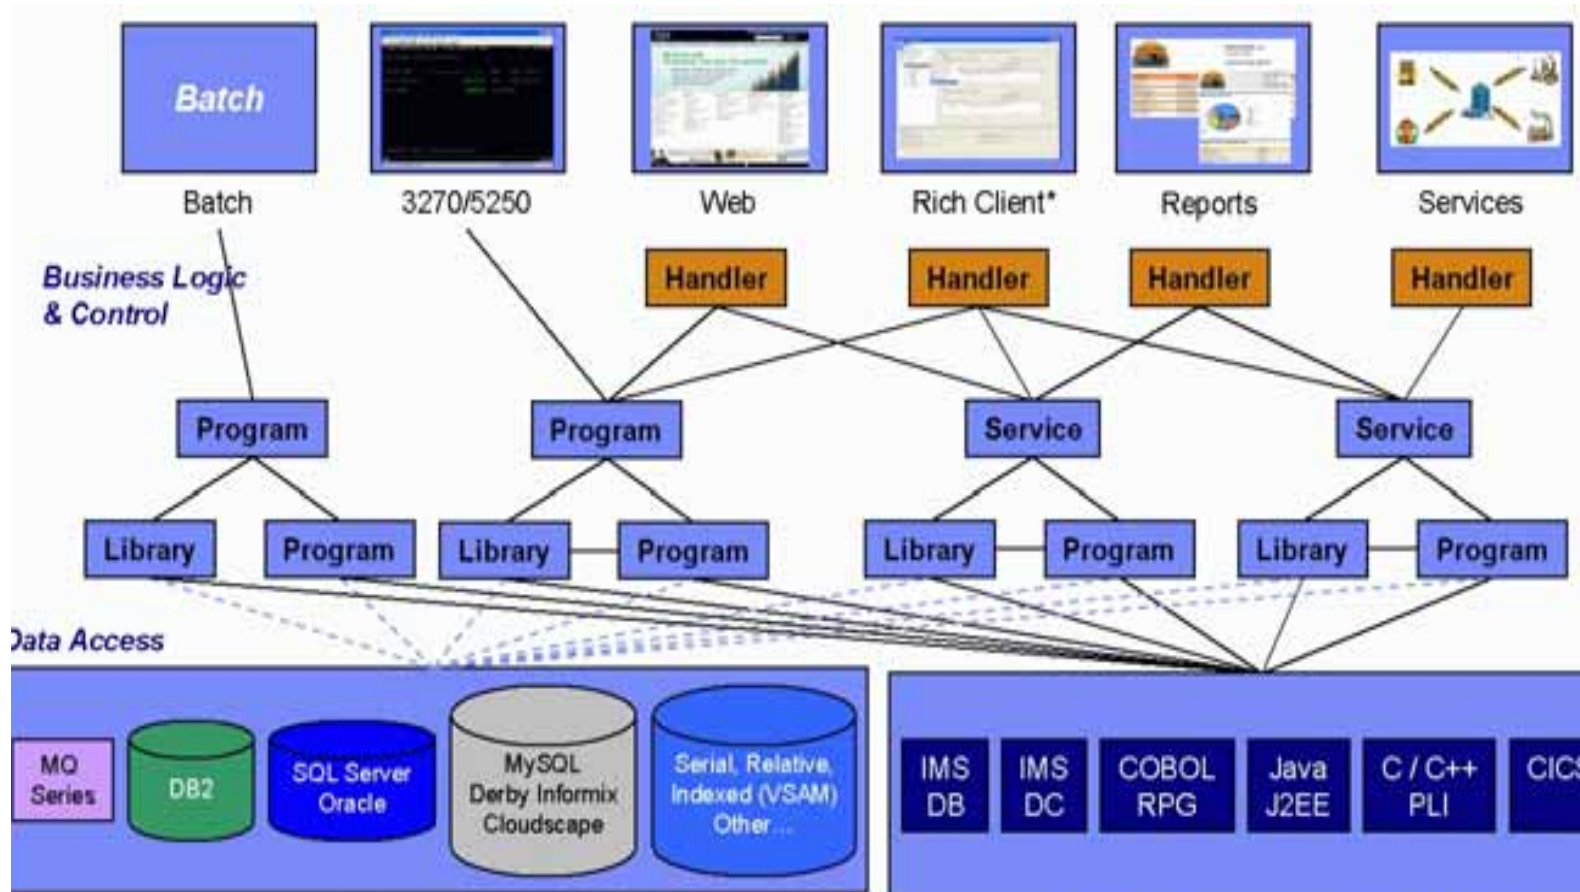 Batch
Batch
3270/5250
Web
Rich Client*
Reports
Services
Business Logic
& Control
Handler
Handler
Handler
Handler
Program
Program
Service
Service
Library
Program
Library
Program
Library
Program
Library
Program
Data Access
MQ
Series
DB2
SQL Server
Oracle
MySQL
Derby Informix
Cloudscape
Serial, Relative,
Indexed (VSAM)
Other...
IMS
DB
IMS
DC
COBOL
RPG
Java
J2EE
C / C++
PLI
CICS